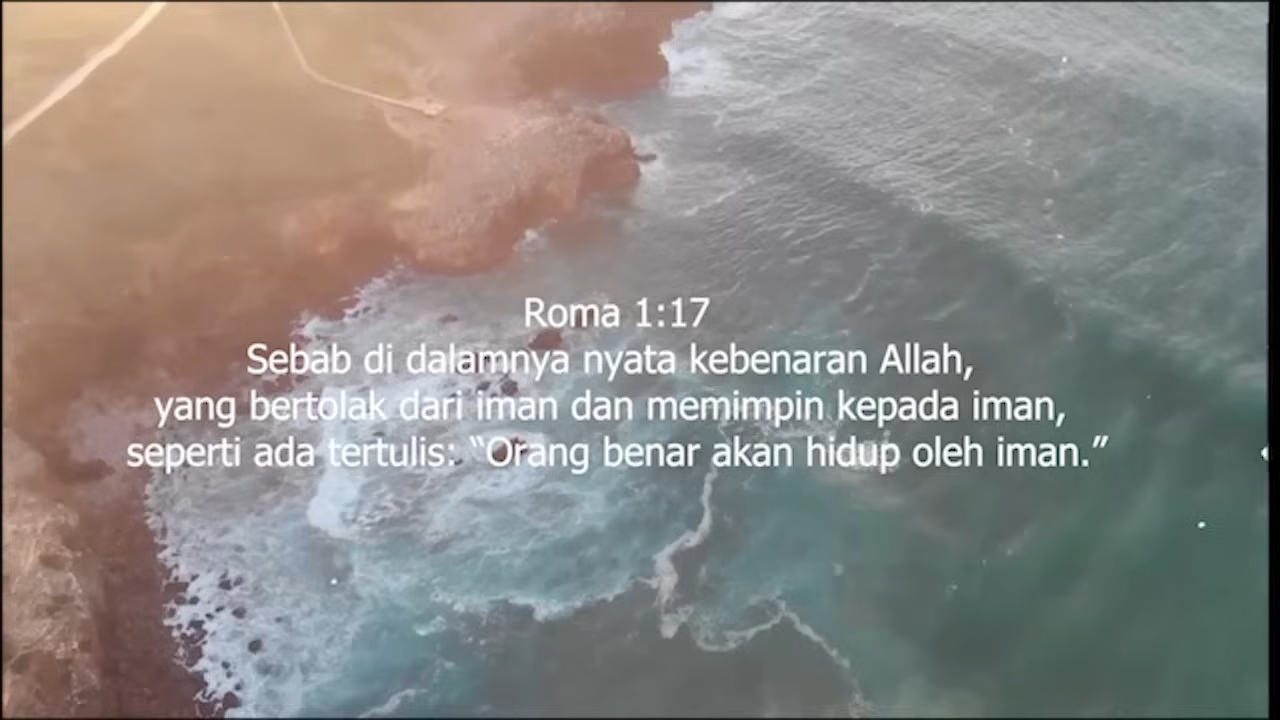 Roma 1:17
Sebab di dalamnya nyata kebenaran Allah,
yang bertolak dari iman dan memimpin kepada iman,
seperti ada tertulis: “Orang benar akan hidup oleh iman.”